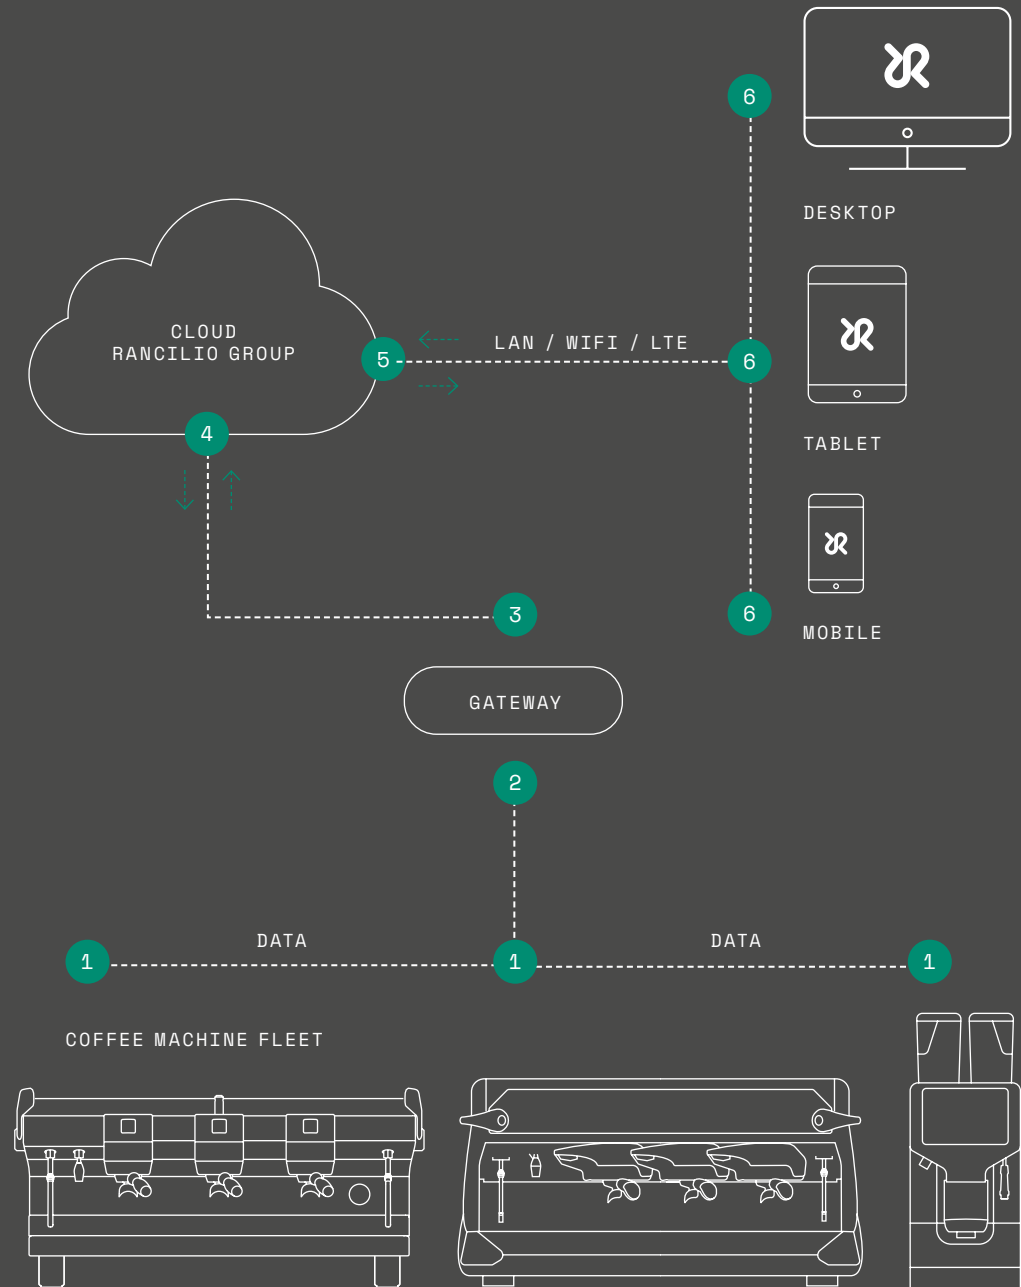 6
DESKTOP
CLOUD
RANCILIO GROUP
5
LAN / WIFI / LTE
6
4
TABLET
3
6
MOBILE
GATEWAY
2
DATA
DATA
1
1
1
COFFEE MACHINE FLEET